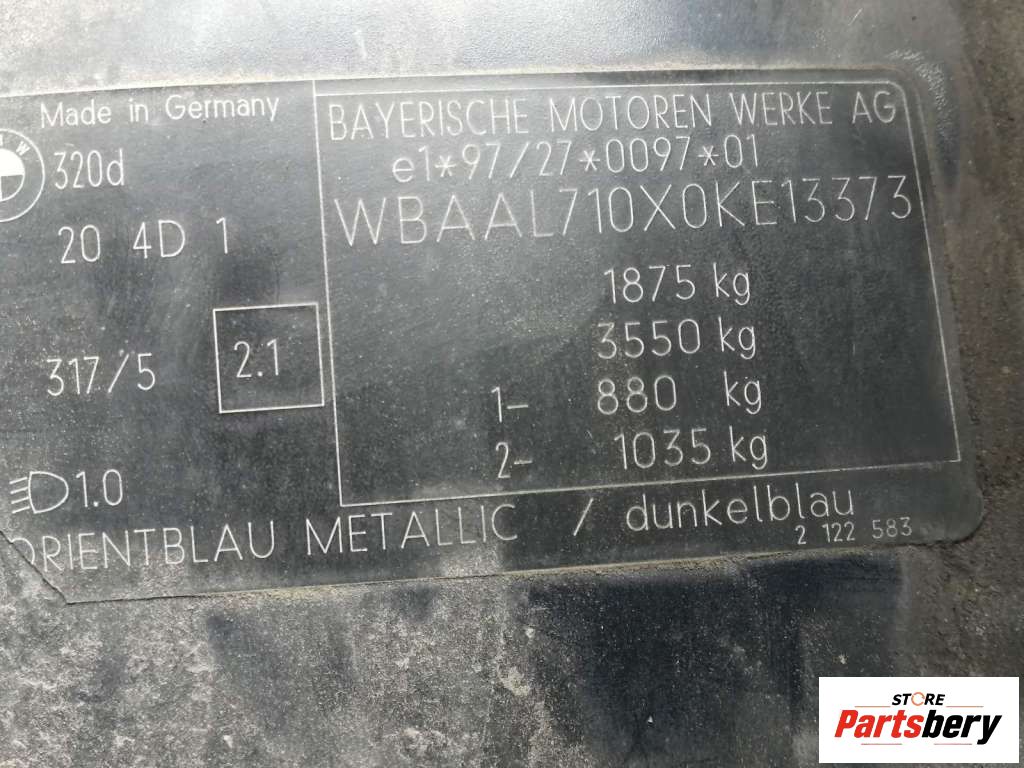 Made in Germany
320d
20 4D 1
317/5
2.1
1.0
BAYERISCHE MOTOREN WERKE AG
e1*97/27*0097*01
WBAAL710X0KE13373
1875 kg
3550 kg
1- 880 kg
2- 1035 kg
ORIENTBLAU METALLIC / dunkelblau
2 122 583
STORE
Partsbery